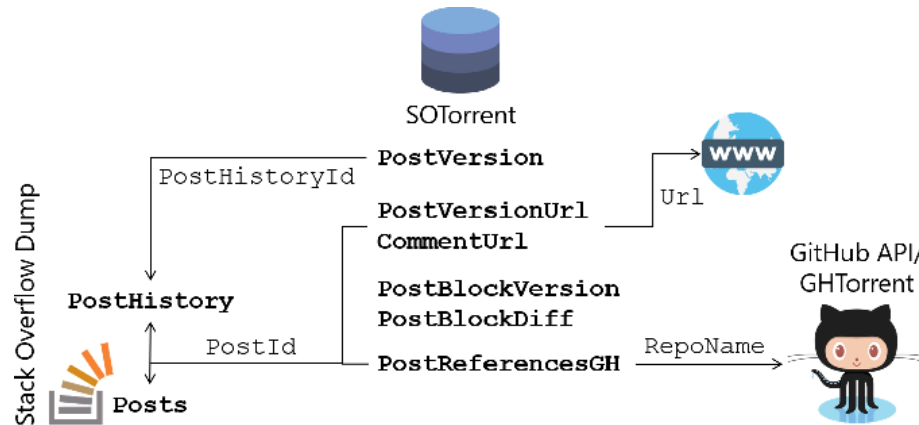 SOTorrent
PostVersion
PostHistoryId
WWW
Url
PostVersionUrl
CommentUrl
GitHub API/
GHTorrent
Stack Overflow Dump
PostHistory
PostBlockVersion
PostBlockDiff
PostId
PostReferencesGH
RepoName
Posts